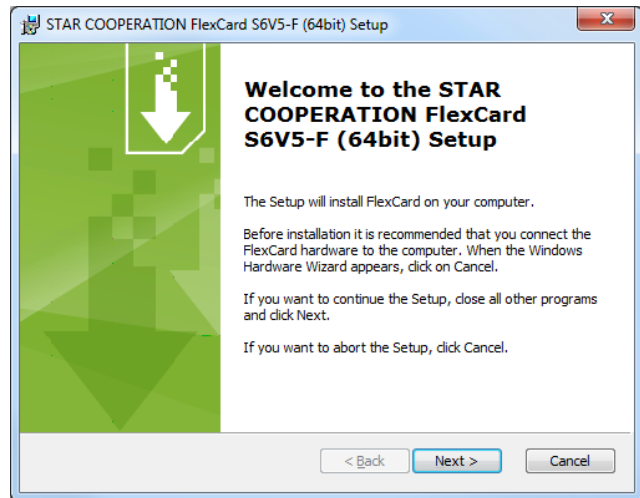 STAR COOPERATION FlexCard S6V5-F (64bit) Setup
Welcome to the STAR
COOPERATION FlexCard
S6V5-F (64bit) Setup
The Setup will install FlexCard on your computer.
Before installation it is recommended that you connect the
FlexCard hardware to the computer. When the Windows
Hardware Wizard appears, click on Cancel.
If you want to continue the Setup, close all other programs
and click Next.
If you want to abort the Setup, click Cancel.
< Back
Next >
Cancel